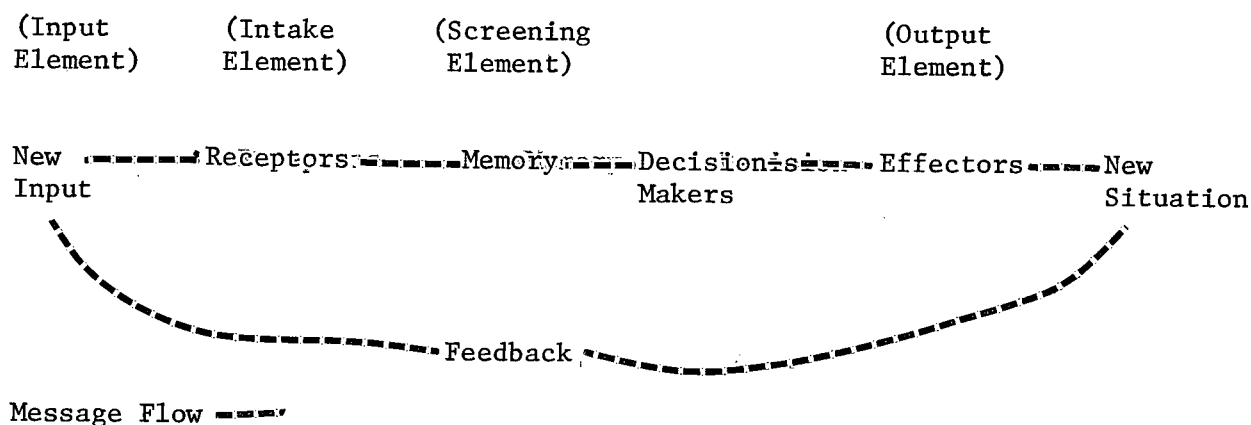 (Input (Intake (Screening (Output
Element) Element) Element) Element)
New Receptors Memory Decision Effectors New
Input Makers Situation
Feedback
Message Flow